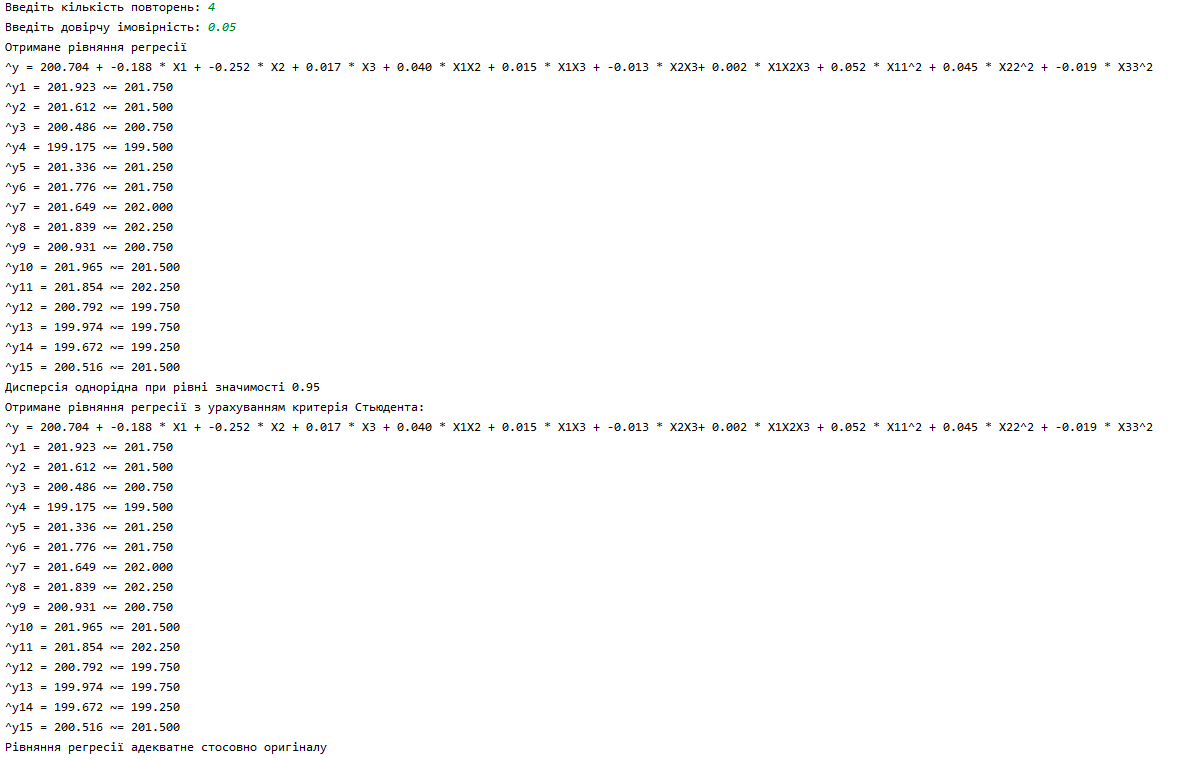 Введіть кількість повторень: 4
Введіть довірчу імовірність: 0.05
Отримане рівняння регресії
^y = 200.704 + -0.188 * X1 + -0.252 * X2 + 0.017 * X3 + 0.040 * X1X2 + 0.015 * X1X3 + -0.013 * X2X3+ 0.002 * X1X2X3 + 0.052 * X11^2 + 0.045 * X22^2 + -0.019 * X33^2
^y1 = 201.923 ~= 201.750
^y2 = 201.612 ~= 201.500
^y3 = 200.486 ~= 200.750
^y4 = 199.175 ~= 199.500
^y5 = 201.336 ~= 201.250
^y6 = 201.776 ~= 201.750
^y7 = 201.649 ~= 202.000
^y8 = 201.839 ~= 202.250
^y9 = 200.931 ~= 200.750
^y10 = 201.965 ~= 201.500
^y11 = 201.854 ~= 202.250
^y12 = 200.792 ~= 199.750
^y13 = 199.974 ~= 199.750
^y14 = 199.672 ~= 199.250
^y15 = 200.516 ~= 201.500
Дисперсія однорідна при рівні значимості 0.95
Отримане рівняння регресії з урахуванням критерія Стьюдента:
^y = 200.704 + -0.188 * X1 + -0.252 * X2 + 0.017 * X3 + 0.040 * X1X2 + 0.015 * X1X3 + -0.013 * X2X3+ 0.002 * X1X2X3 + 0.052 * X11^2 + 0.045 * X22^2 + -0.019 * X33^2
^y1 = 201.923 ~= 201.750
^y2 = 201.612 ~= 201.500
^y3 = 200.486 ~= 200.750
^y4 = 199.175 ~= 199.500
^y5 = 201.336 ~= 201.250
^y6 = 201.776 ~= 201.750
^y7 = 201.649 ~= 202.000
^y8 = 201.839 ~= 202.250
^y9 = 200.931 ~= 200.750
^y10 = 201.965 ~= 201.500
^y11 = 201.854 ~= 202.250
^y12 = 200.792 ~= 199.750
^y13 = 199.974 ~= 199.750
^y14 = 199.672 ~= 199.250
^y15 = 200.516 ~= 201.500
Рівняння регресії адекватне стосовно оригіналу